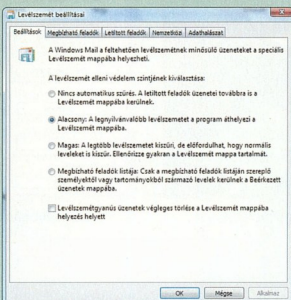 Levélszemét beállításai
Beállítások Megbízható feladók Letiltott feladók Nemzetközi Adathalászat
A Windows Mail a feltehetően levélszemétnek minősülő üzeneteket a speciális
Levélszemét mappába helyezheti.
A levélszemét elleni védelem szintjének kiválasztása:
Nincs automatikus szűrés. A letiltott feladók üzenetei továbbra is a
Levélszemét mappába kerülnek.
Alacsony: A legnyilvánvalóbb levélszemetet a program áthelyezi a
Levélszemét mappába.
Magas: A legtöbb levélszemetet kiszűri, de előfordulhat, hogy normális
leveleket is kiszűr. Ellenőrizze gyakran a Levélszemét mappa tartalmát.
Megbízható feladók listája: Csak a megbízható feladók listáján szereplő
személyektől vagy tartományokból származó levelek kerülnek a Beérkezett
üzenetek mappába.
Levélszemétgyanús üzenetek végleges törlése a Levélszemét mappába
helyezés helyett
OK Mégse Alkalmaz